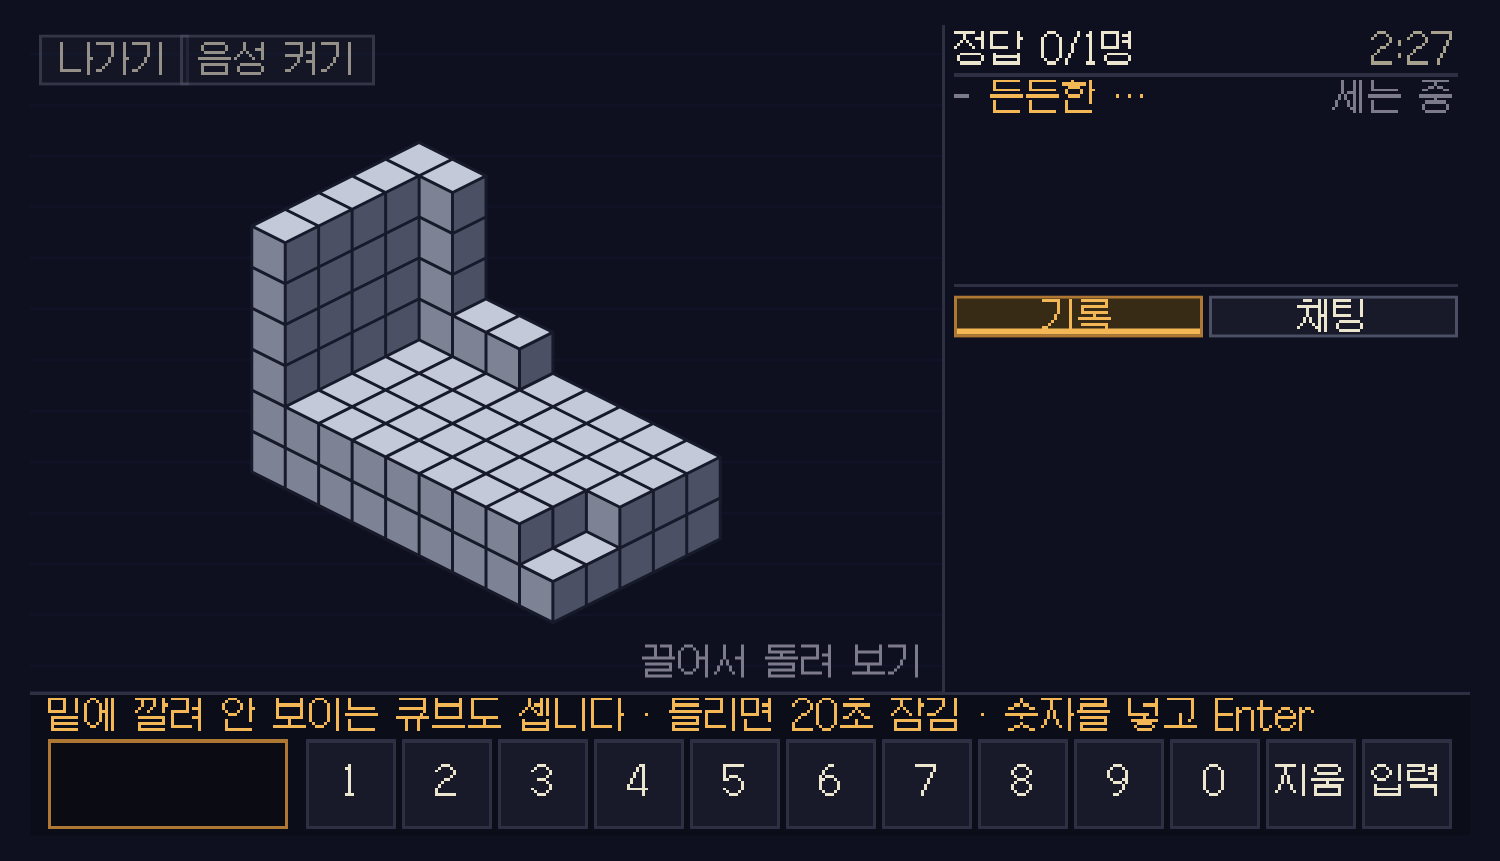 나가기 음성 켜기
정답 0/1명 2:27
- 든든한 … 세는 중
기록 채팅
끌어서 돌려 보기
밑에 깔려 안 보이는 큐브도 셉니다 · 틀리면 20초 잠김 · 숫자를 넣고 Enter
1 2 3 4 5 6 7 8 9 0 지움 입력